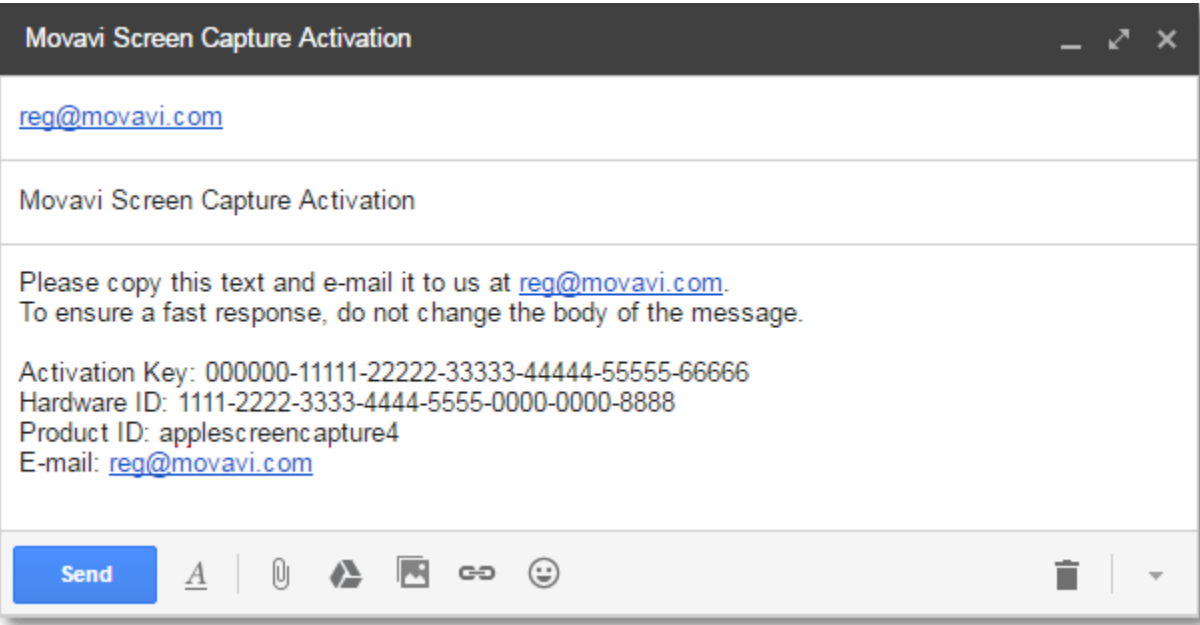 Movavi Screen Capture Activation
reg@movavi.com
Movavi Screen Capture Activation
Please copy this text and e-mail it to us at reg@movavi.com.
To ensure a fast response, do not change the body of the message.
Activation Key: 000000-11111-22222-33333-44444-55555-66666
Hardware ID: 1111-2222-3333-4444-5555-0000-0000-8888
Product ID: applescreencapture4
E-mail: reg@movavi.com
Send
A